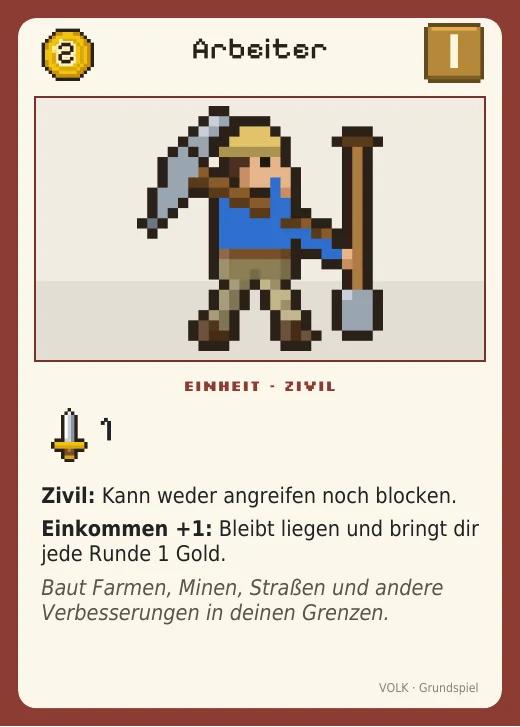 2
Arbeiter
I
EINHEIT - ZIVIL
1
Zivil: Kann weder angreifen noch blocken.
Einkommen +1: Bleibt liegen und bringt dir
jede Runde 1 Gold.
Baut Farmen, Minen, Straßen und andere
Verbesserungen in deinen Grenzen.
VOLK · Grundspiel